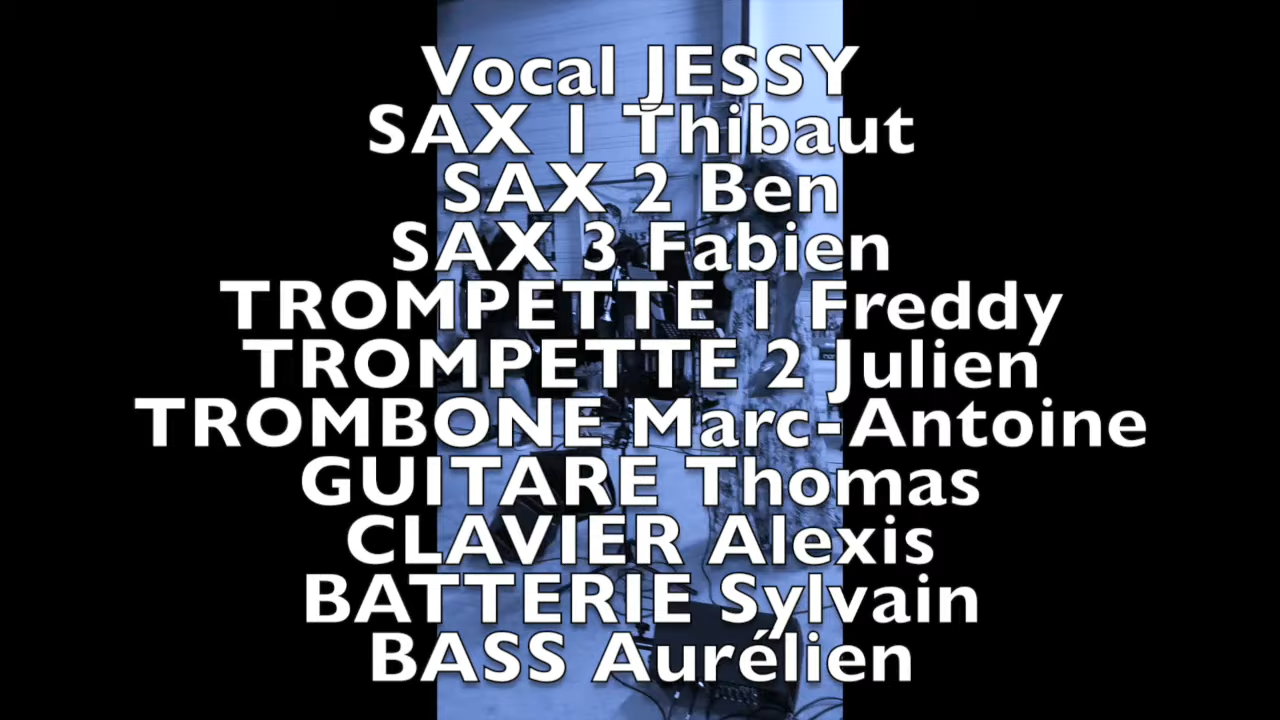 Vocal JESSY
SAX 1 Thibaut
SAX 2 Ben
SAX 3 Fabien
TROMPETTE 1 Freddy
TROMPETTE 2 Julien
TROMBONE Marc-Antoine
GUITARE Thomas
CLAVIER Alexis
BATTERIE Sylvain
BASS Aurélien